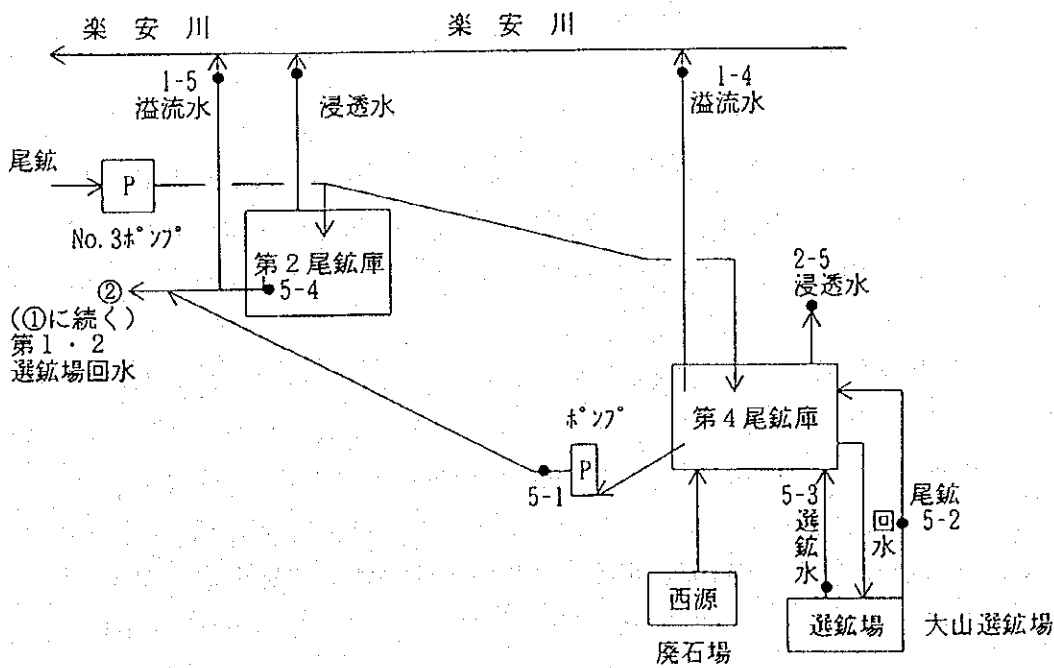 楽 安 川
楽 安 川
1-5
溢流水
浸透水
1-4
溢流水
尾鉱
P
No.3ﾎﾟﾝﾌﾟ
第2尾鉱庫
5-4
②
(①に続く)
第1・2
選鉱場回水
2-5
浸透水
第4尾鉱庫
ﾎﾟﾝﾌﾟ
P
5-1
5-3
選鉱水
回水
尾鉱
5-2
西源
廃石場
選鉱場
大山選鉱場